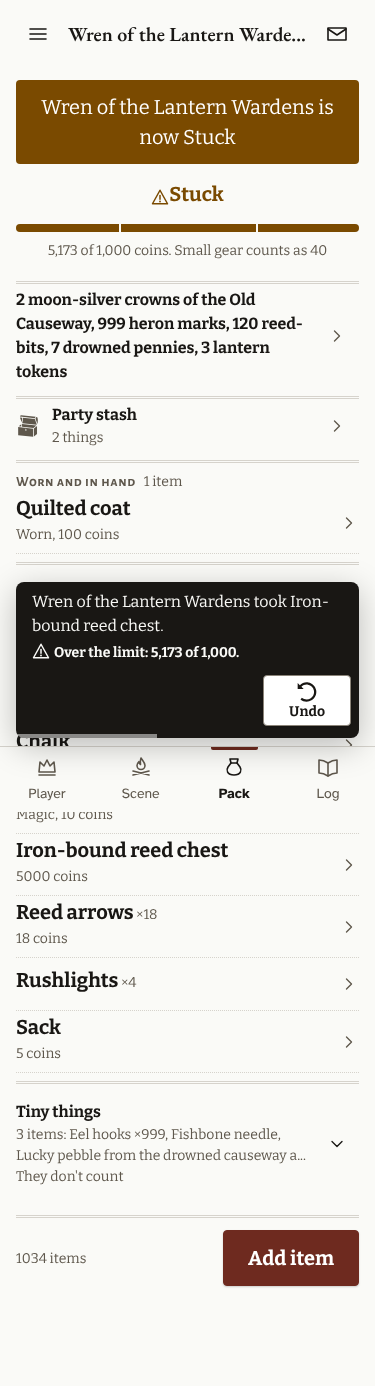 Wren of the Lantern Warde...
Wren of the Lantern Wardens is
now Stuck
Stuck
5,173 of 1,000 coins. Small gear counts as 40
2 moon-silver crowns of the Old
Causeway, 999 heron marks, 120 reed-
bits, 7 drowned pennies, 3 lantern
tokens
Party stash
2 things
WORN AND IN HAND 1 item
Quilted coat
Worn, 100 coins
Wren of the Lantern Wardens took Iron-
bound reed chest.
Over the limit: 5,173 of 1,000.
Undo
Chalk
Player
Scene
Pack
Log
Magic, 10 coins
Iron-bound reed chest
5000 coins
Reed arrows ×18
18 coins
Rushlights ×4
Sack
5 coins
Tiny things
3 items: Eel hooks ×999, Fishbone needle,
Lucky pebble from the drowned causeway a...
They don't count
1034 items
Add item